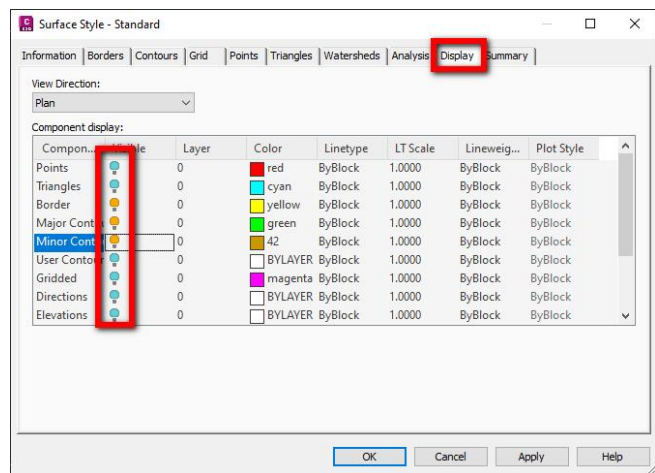 Surface Style - Standard
Information Borders Contours Grid Points Triangles Watersheds Analysis Display Summary
View Direction:
Plan
Component display:
Compon... Visible Layer Color Linetype LT Scale Lineweig... Plot Style
Points 0 red ByBlock 1.0000 ByBlock ByBlock
Triangles 0 cyan ByBlock 1.0000 ByBlock ByBlock
Border 0 yellow ByBlock 1.0000 ByBlock ByBlock
Major Conto 0 green ByBlock 1.0000 ByBlock ByBlock
Minor Conto 0 42 ByBlock 1.0000 ByBlock ByBlock
User Contour 0 BYLAYER ByBlock 1.0000 ByBlock ByBlock
Gridded 0 magenta ByBlock 1.0000 ByBlock ByBlock
Directions 0 BYLAYER ByBlock 1.0000 ByBlock ByBlock
Elevations 0 BYLAYER ByBlock 1.0000 ByBlock ByBlock
OK Cancel Apply Help